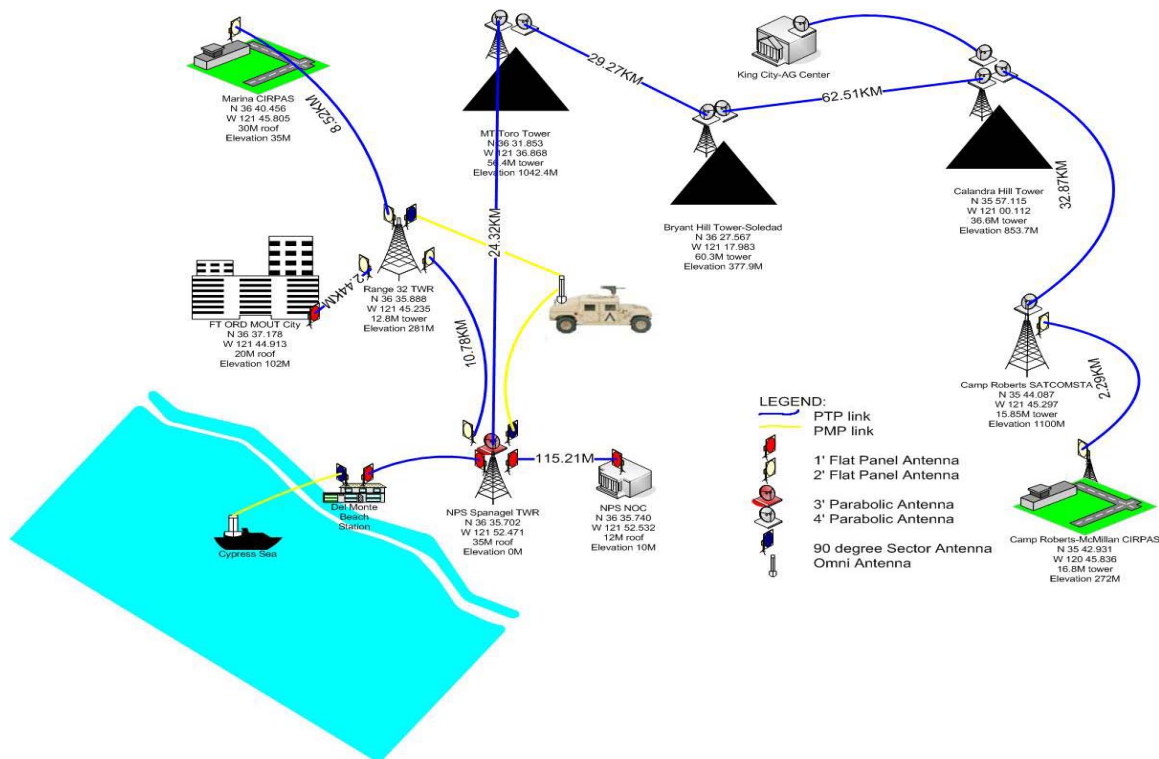 Marina CIRPAS
N 36 40.456
W 121 45.805
30M roof
Elevation 35M
8.52KM
MT Toro Tower
N 36 31.853
W 121 36.868
56.4M tower
Elevation 1042.4M
29.27KM
King City-AG Center
62.51KM
Bryant Hill Tower-Soledad
N 36 27.567
W 121 17.983
60.3M tower
Elevation 377.9M
Calandra Hill Tower
N 35 57.115
W 121 00.112
36.6M tower
Elevation 853.7M
32.87KM
24.32KM
Range 32 TWR
N 36 35.888
W 121 45.235
12.8M tower
Elevation 281M
2.44KM
FT ORD MOUT City
N 36 37.178
W 121 44.913
20M roof
Elevation 102M
10.78KM
Camp Roberts SATCOMSTA
N 35 44.087
W 121 45.297
15.85M tower
Elevation 1100M
2.29KM
LEGEND:
PTP link
PMP link
1' Flat Panel Antenna
2' Flat Panel Antenna
3' Parabolic Antenna
4' Parabolic Antenna
90 degree Sector Antenna
Omni Antenna
115.21M
Del Monte
Beach
Station
Cypress Sea
NPS Spanagel TWR
N 36 35.702
W 121 52.471
35M roof
Elevation 0M
NPS NOC
N 36 35.740
W 121 52.532
12M roof
Elevation 10M
Camp Roberts-McMillan CIRPAS
N 35 42.931
W 120 45.836
16.8M tower
Elevation 272M